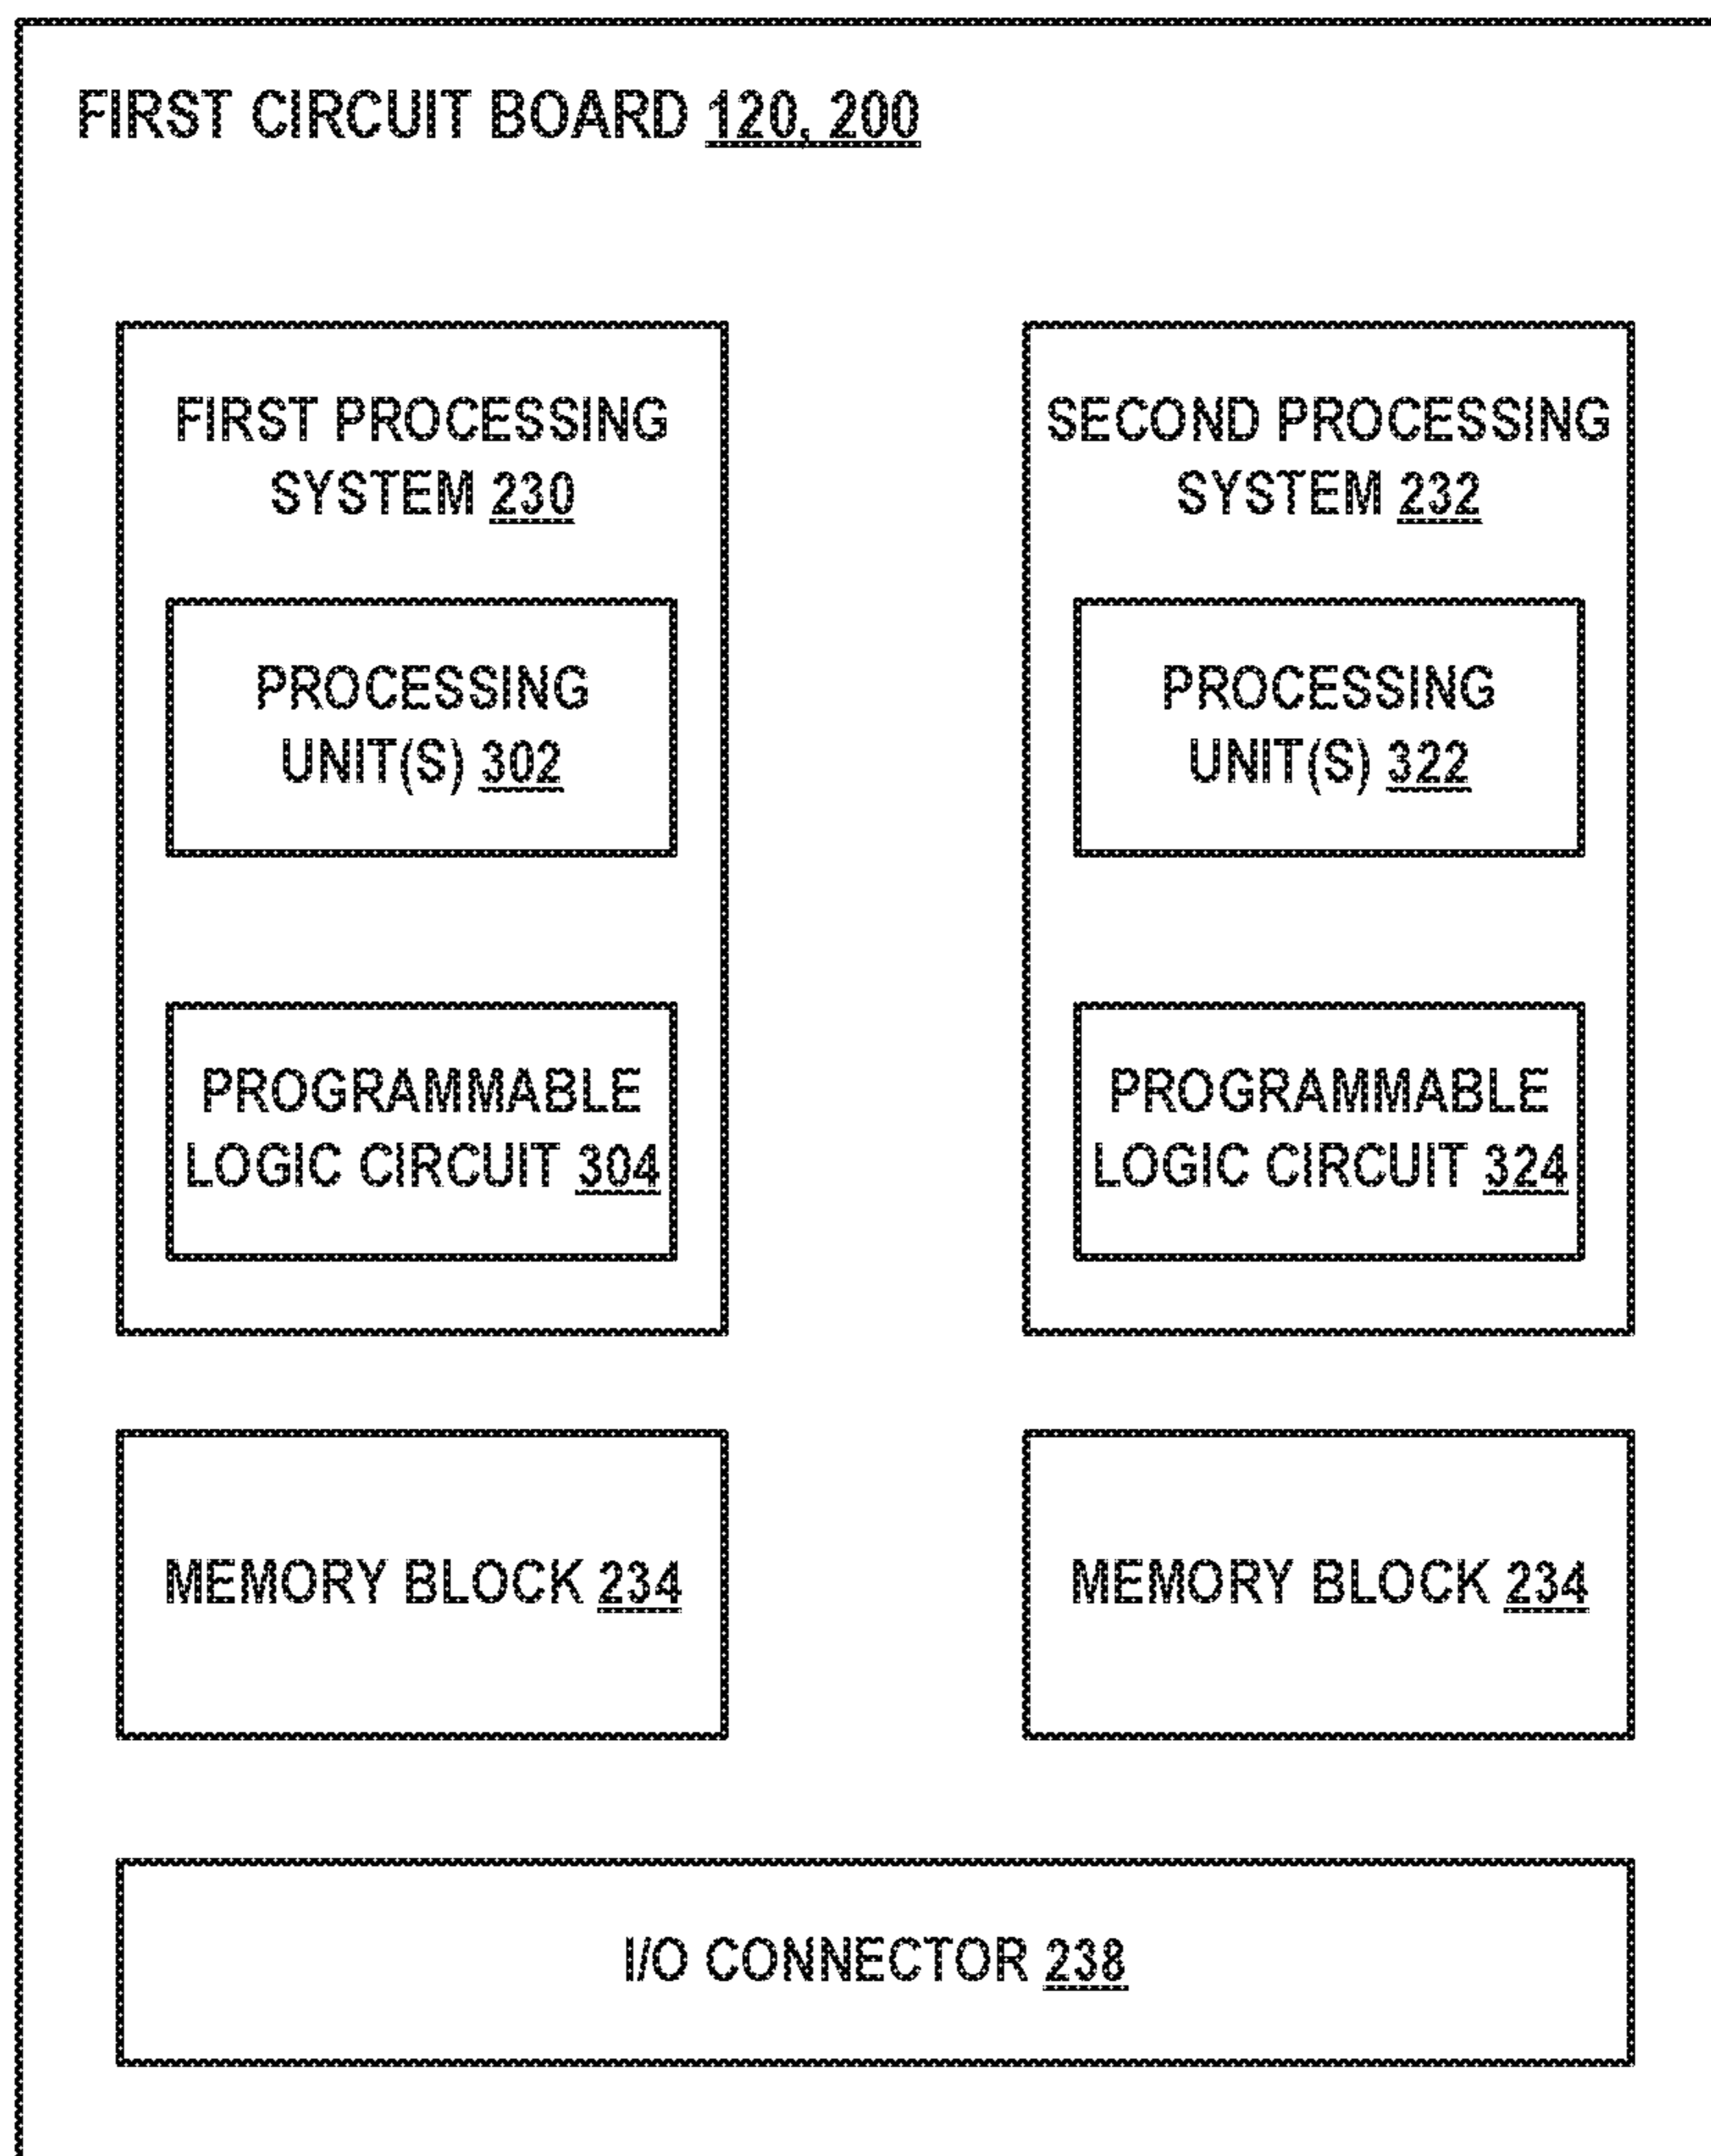 FIRST CIRCUIT BOARD 120, 200
FIRST PROCESSING
SYSTEM 230
PROCESSING
UNIT(S) 302
PROGRAMMABLE
LOGIC CIRCUIT 304
SECOND PROCESSING
SYSTEM 232
PROCESSING
UNIT(S) 322
PROGRAMMABLE
LOGIC CIRCUIT 324
MEMORY BLOCK 234
MEMORY BLOCK 234
I/O CONNECTOR 238